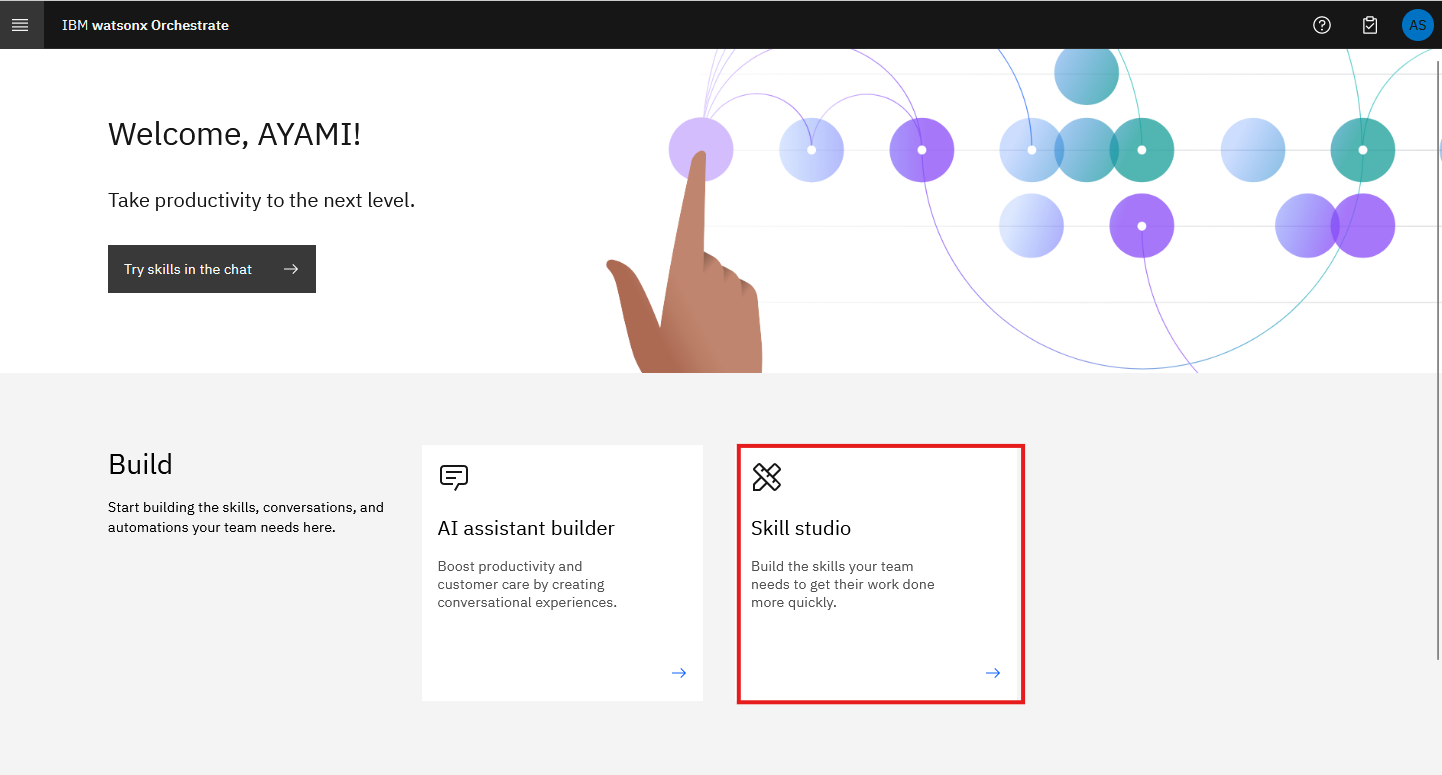 IBM watsonx Orchestrate
AS
Welcome, AYAMI!
Take productivity to the next level.
Try skills in the chat
Build
Start building the skills, conversations, and
automations your team needs here.
AI assistant builder
Boost productivity and
customer care by creating
conversational experiences.
Skill studio
Build the skills your team
needs to get their work done
more quickly.